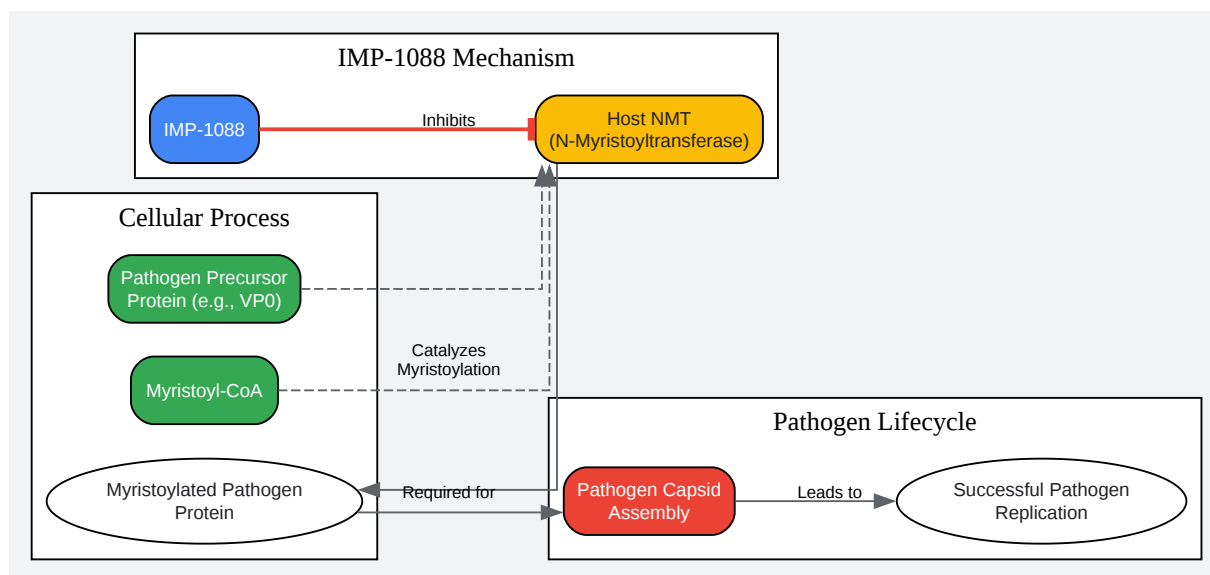 IMP-1088 Mechanism
IMP-1088
Inhibits
Host NMT
(N-Myristoyltransferase)
Cellular Process
Pathogen Precursor
Protein (e.g., VP0)
Catalyzes
Myristoylation
Myristoyl-CoA
Pathogen Lifecycle
Myristoylated Pathogen
Protein
Required for
Pathogen Capsid
Assembly
Leads to
Successful Pathogen
Replication